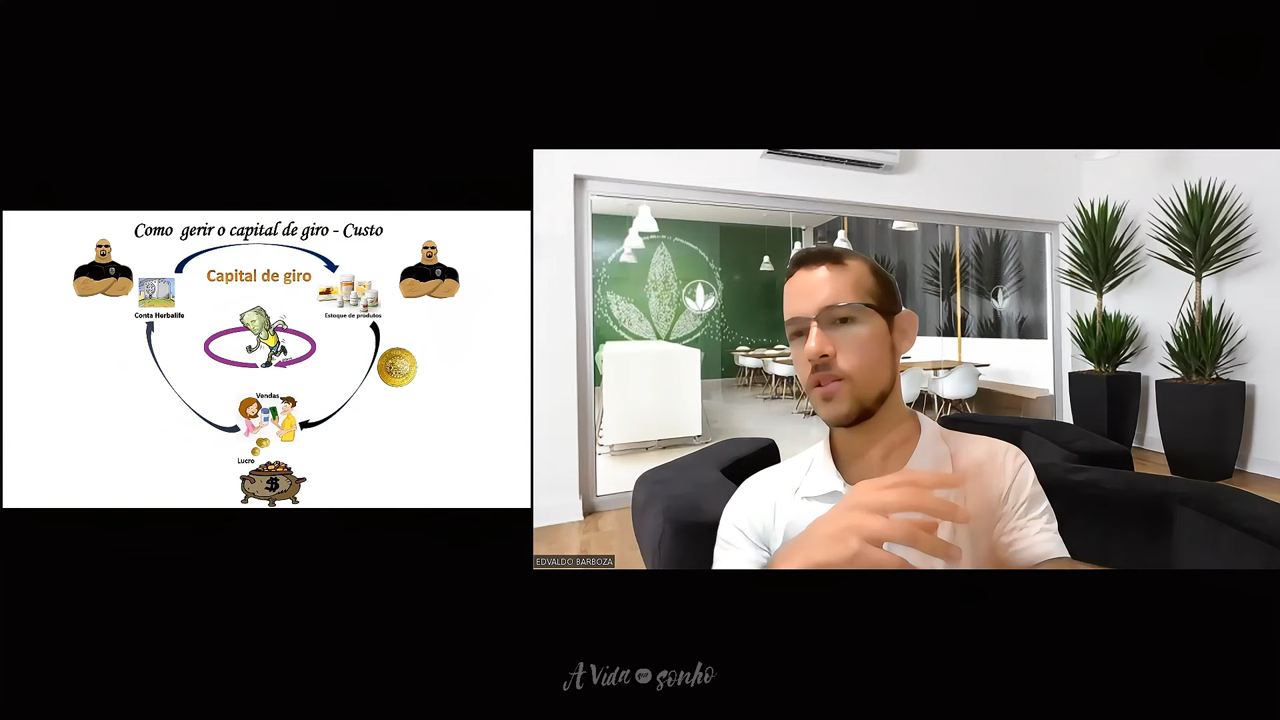 Como gerir o capital de giro - Custo
Capital de giro
Conta Herbalife
Estoque de produtos
Vendas
Lucro
$
EDVALDO BARBOZA
A Vida que sonho